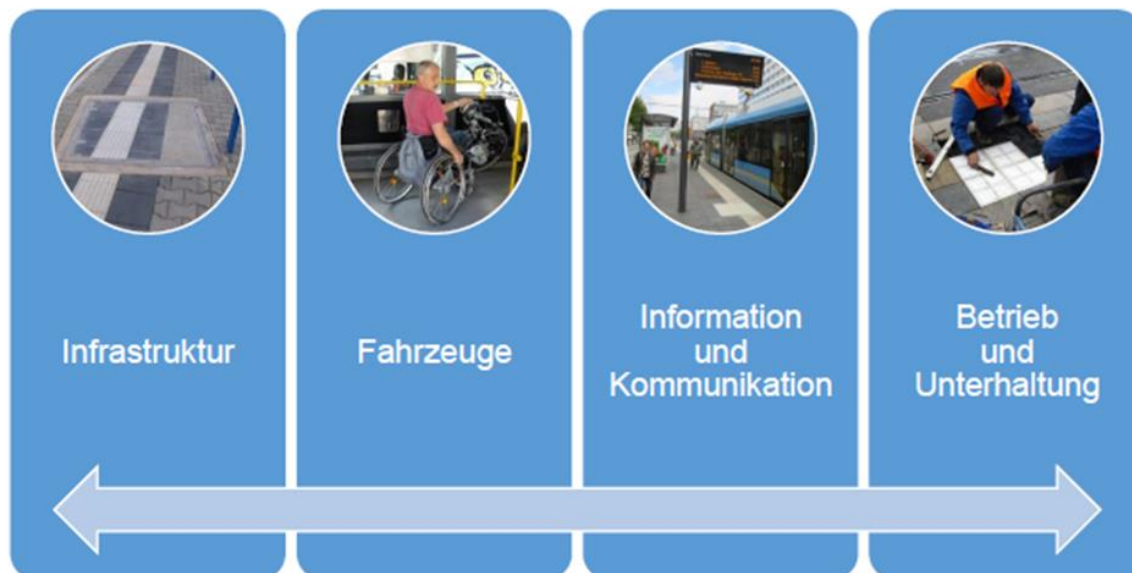 Infrastruktur
Fahrzeuge
Information
und
Kommunikation
Betrieb
und
Unterhaltung